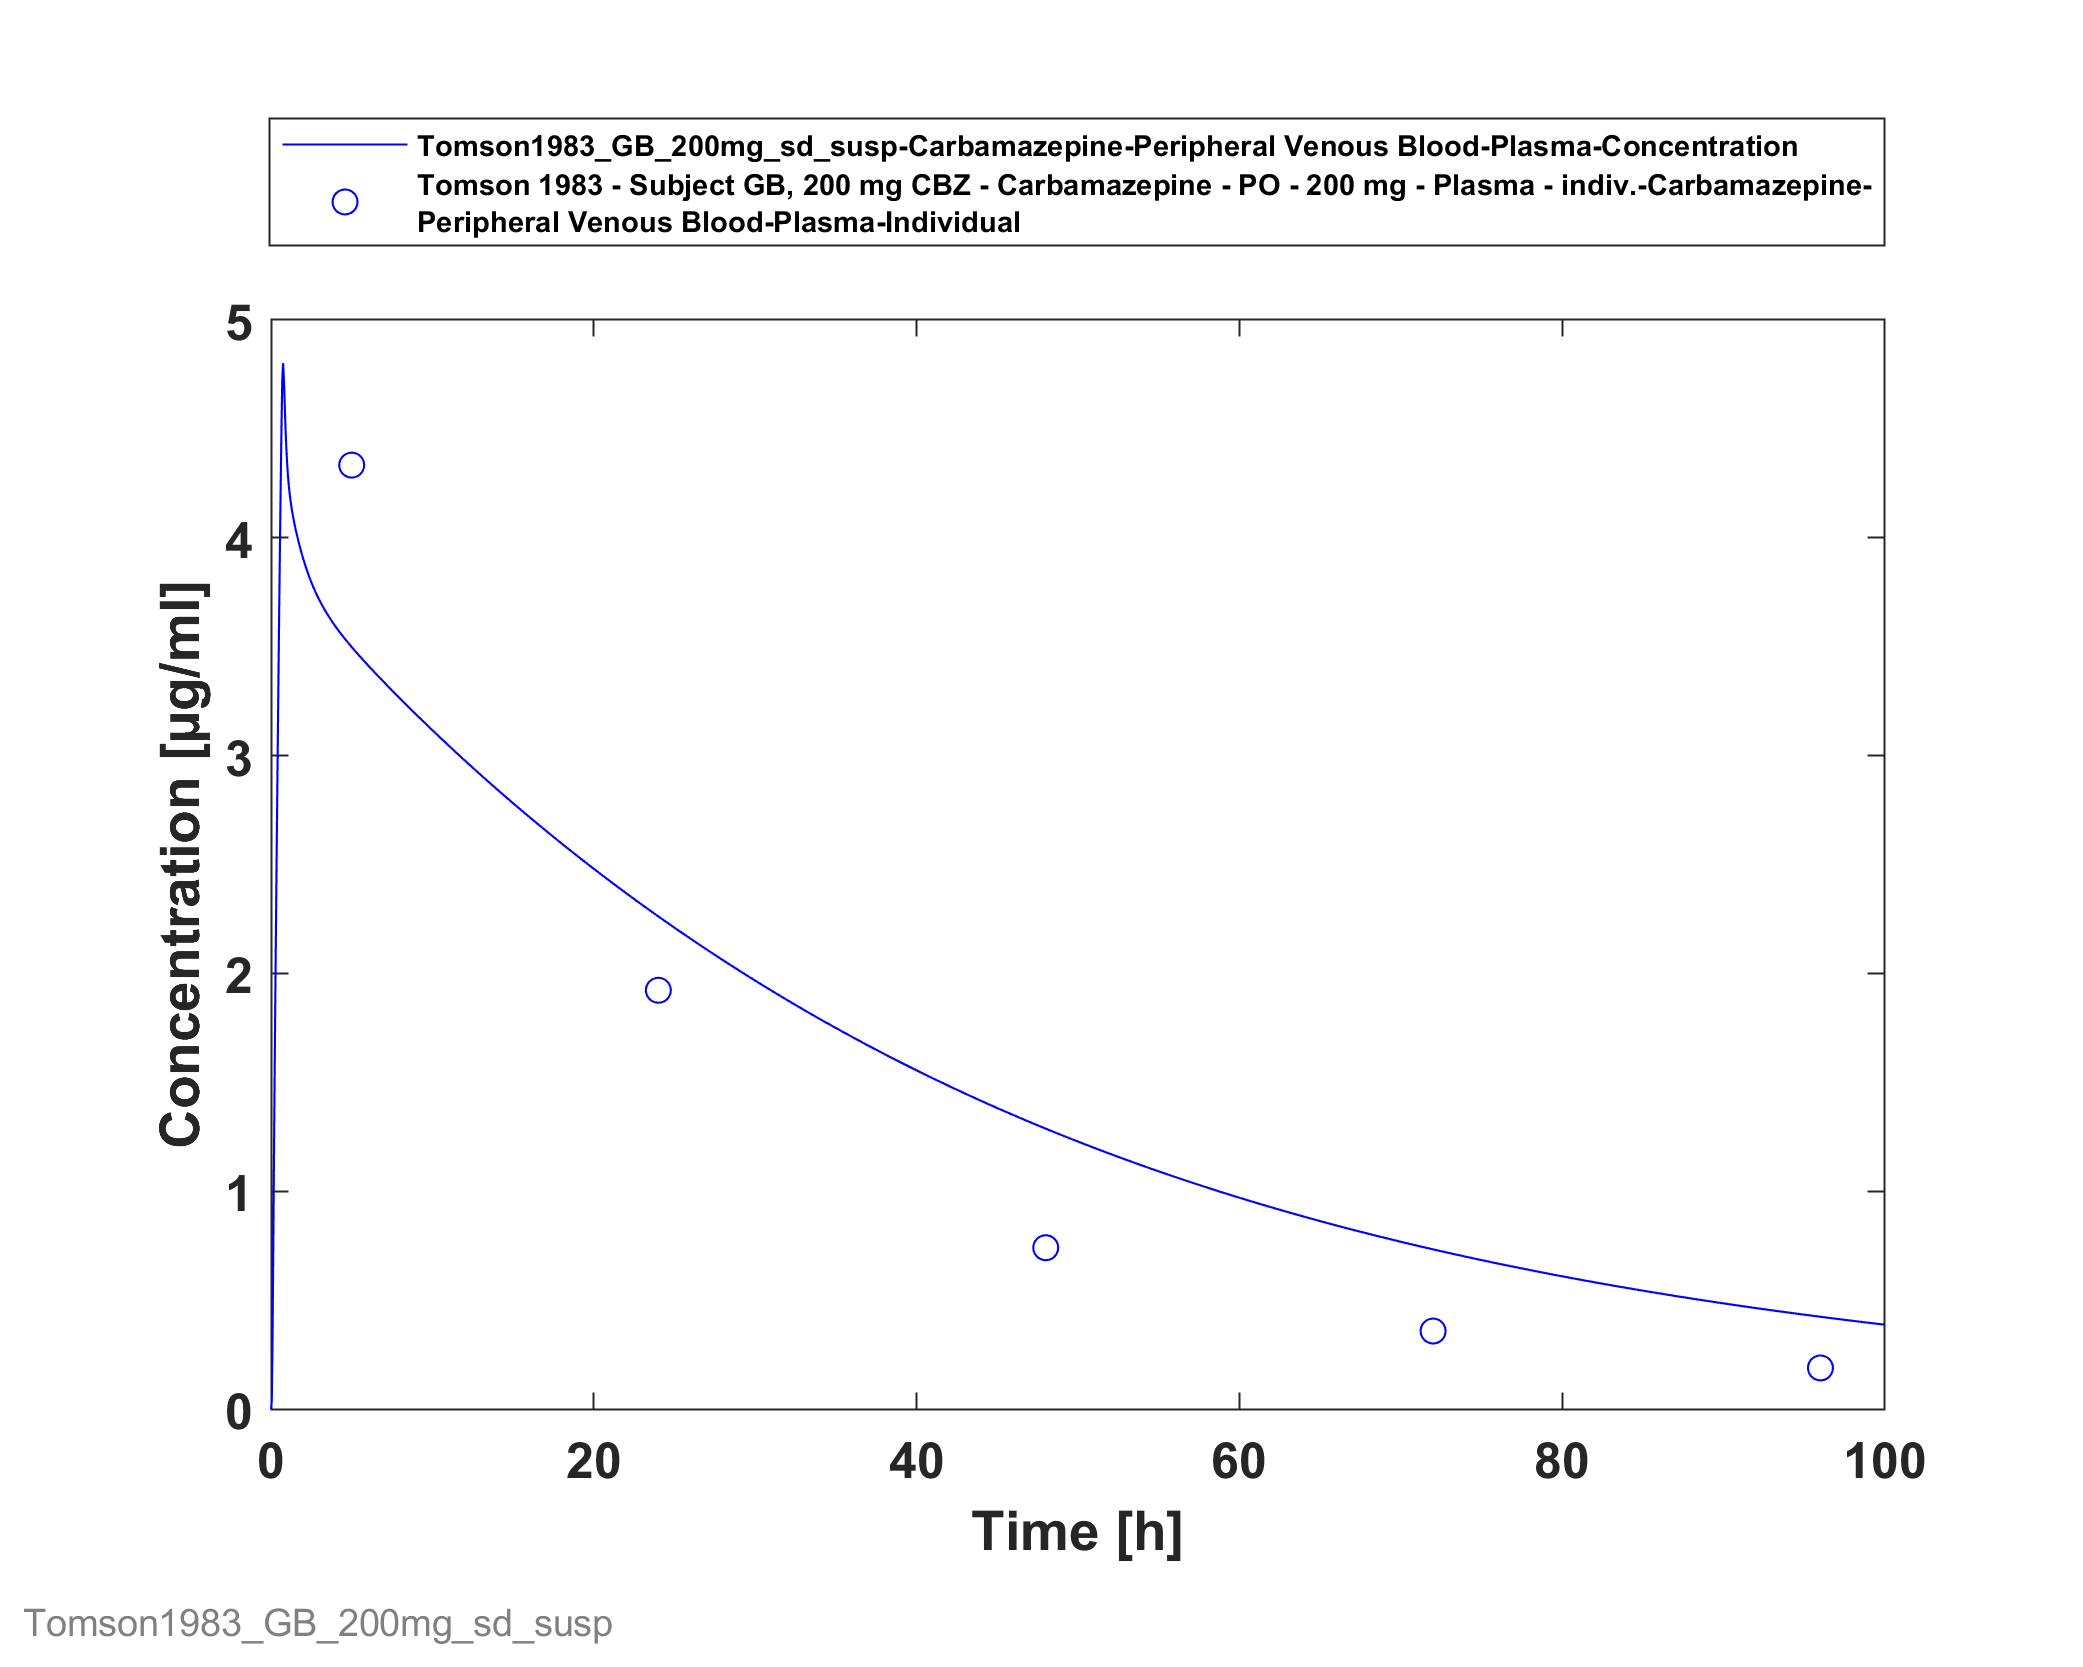 Tomson1983_GB_200mg_sd_susp-Carbamazepine-Peripheral Venous Blood-Plasma-Concentration
Tomson 1983 - Subject GB, 200 mg CBZ - Carbamazepine - PO - 200 mg - Plasma - indiv.-Carbamazepine-
Peripheral Venous Blood-Plasma-Individual
5
4
3
2
1
0
Concentration [µg/ml]
0 20 40 60 80 100
Time [h]
Tomson1983_GB_200mg_sd_susp